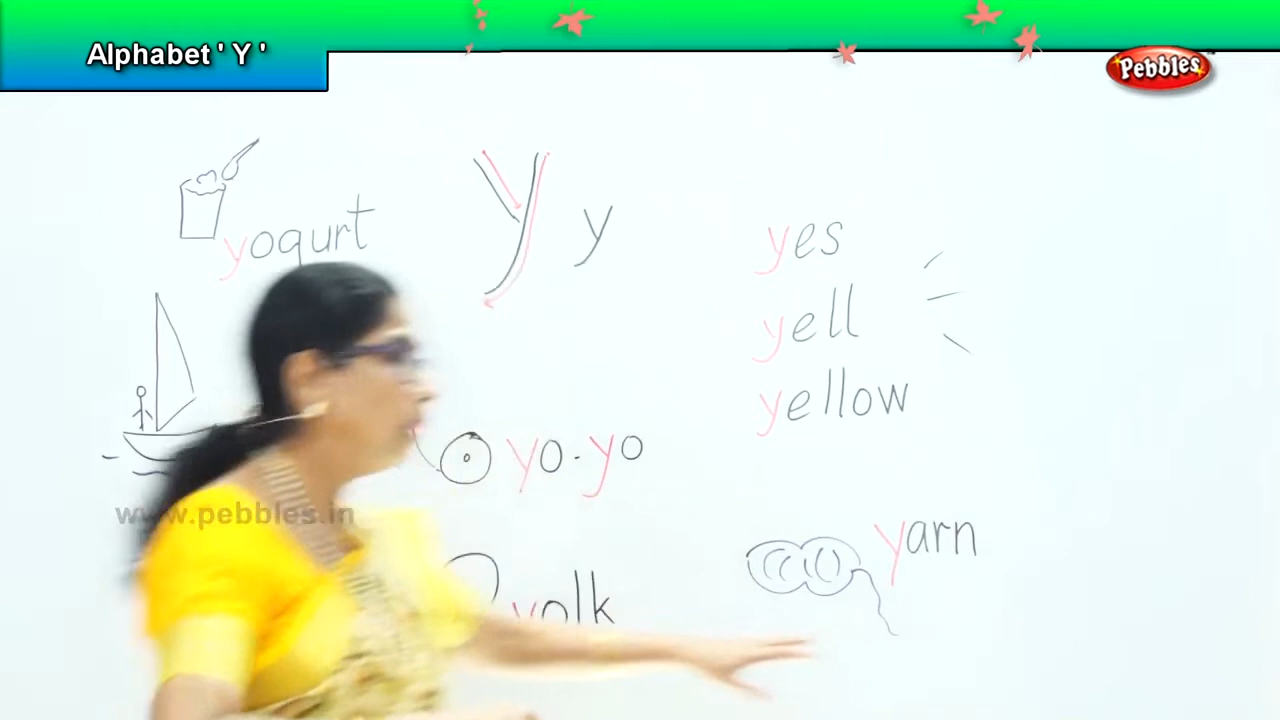 Alphabet ' Y '
Pebbles
yogurt
Y y
yes
yell
yellow
yo-yo
yarn
yolk
www.pebbles.in